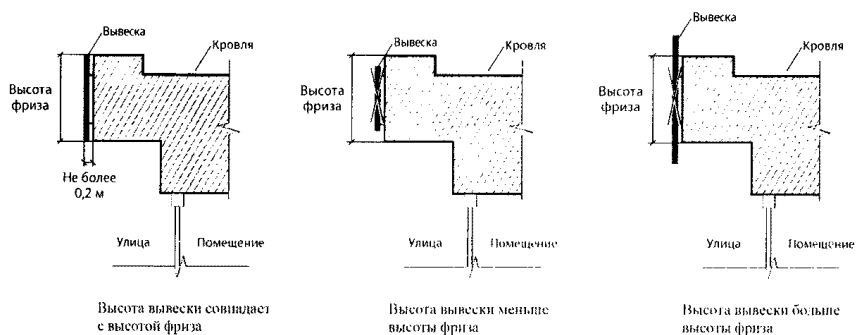 Вывеска
Кровля
Высота
фриза
Не более
0,2 м
Улица
Помещение
Высота вывески совпадает
с высотой фриза
Вывеска
Кровля
Высота
фриза
Улица
Помещение
Высота вывески меньше
высоты фриза
Вывеска
Кровля
Высота
фриза
Улица
Помещение
Высота вывески больше
высоты фриза